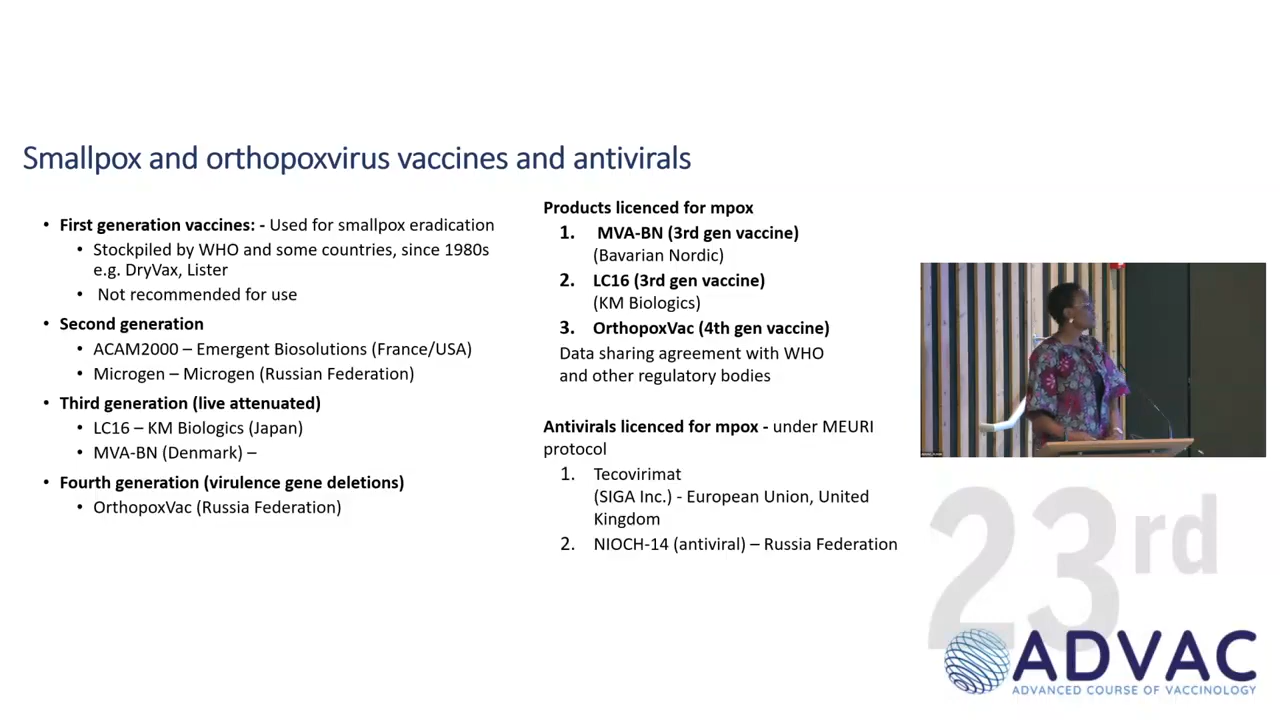 Smallpox and orthopoxvirus vaccines and antivirals
• First generation vaccines: - Used for smallpox eradication
• Stockpiled by WHO and some countries, since 1980s
e.g. DryVax, Lister
• Not recommended for use
• Second generation
• ACAM2000 – Emergent Biosolutions (France/USA)
• Microgen – Microgen (Russian Federation)
• Third generation (live attenuated)
• LC16 – KM Biologics (Japan)
• MVA-BN (Denmark) –
• Fourth generation (virulence gene deletions)
• OrthopoxVac (Russia Federation)
Products licenced for mpox
1. MVA-BN (3rd gen vaccine)
(Bavarian Nordic)
2. LC16 (3rd gen vaccine)
(KM Biologics)
3. OrthopoxVac (4th gen vaccine)
Data sharing agreement with WHO
and other regulatory bodies
Antivirals licenced for mpox - under MEURI
protocol
1. Tecovirimat
(SIGA Inc.) - European Union, United
Kingdom
2. NIOCH-14 (antiviral) – Russia Federation
23rd
ADVAC
ADVANCED COURSE OF VACCINOLOGY